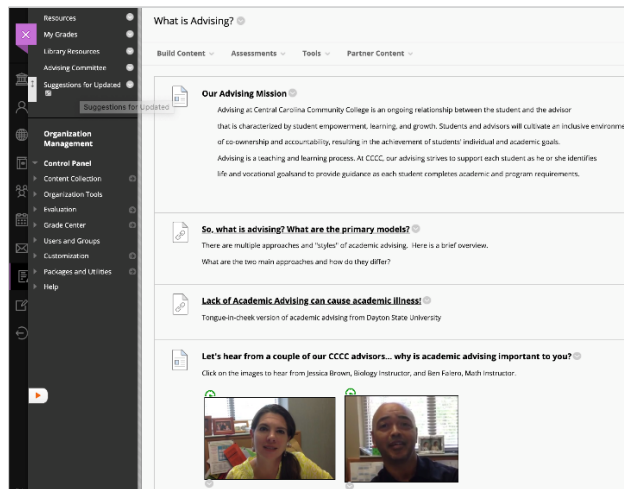 Resources
My Grades
Library Resources
Advising Committee
Suggestions for Updated
Suggestions for Updated
Organization
Management
Control Panel
Content Collection
Organization Tools
Evaluation
Grade Center
Users and Groups
Customization
Packages and Utilities
Help
What is Advising?
Build Content
Assessments
Tools
Partner Content
Our Advising Mission
Advising at Central Carolina Community College is an ongoing relationship between the student and the advisor
that is characterized by student empowerment, learning, and growth. Students and advisors will cultivate an inclusive environme
of co-ownership and accountability, resulting in the achievement of students' individual and academic goals.
Advising is a teaching and learning process. At CCCC, our advising strives to support each student as he or she identifies
life and vocational goalsand to provide guidance as each student completes academic and program requirements.
So, what is advising? What are the primary models?
There are multiple approaches and "styles" of academic advising. Here is a brief overview.
What are the two main approaches and how do they differ?
Lack of Academic Advising can cause academic illness!
Tongue-in-cheek version of academic advising from Dayton State University
Let's hear from a couple of our CCCC advisors... why is academic advising important to you?
Click on the images to hear from Jessica Brown, Biology Instructor, and Ben Falero, Math Instructor.